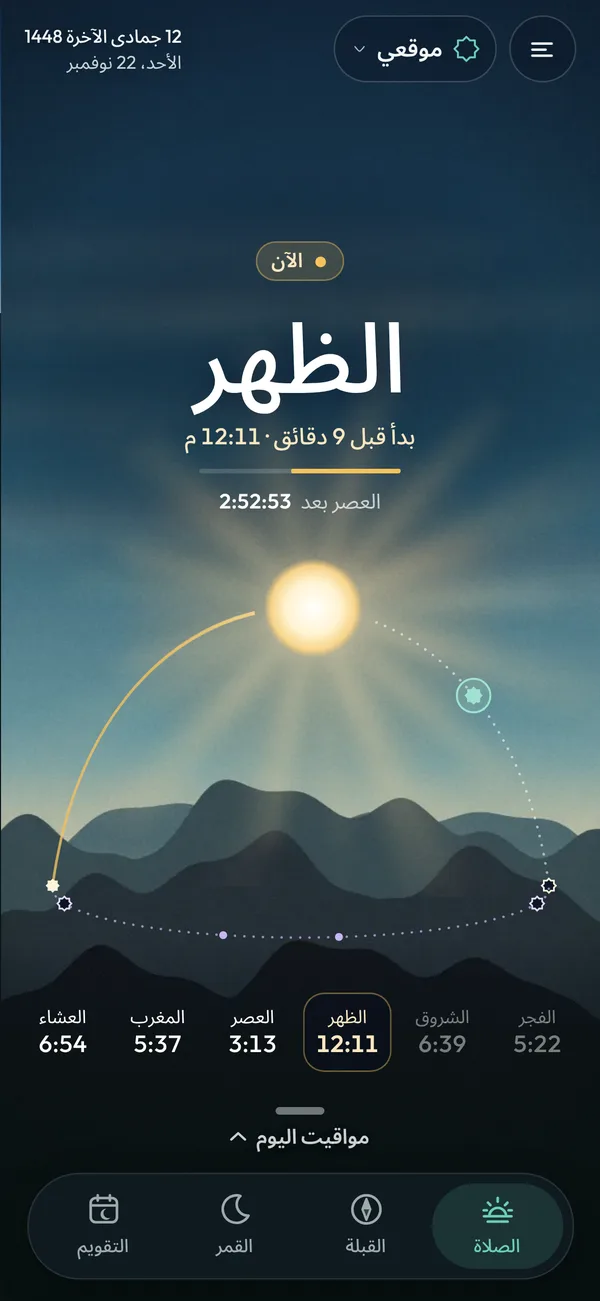 موقعي
12 جمادى الآخرة 1448
الأحد، 22 نوفمبر
الآن
الظهر
بدأ قبل 9 دقائق · 12:11 م
العصر بعد 2:52:53
الفجر الشروق الظهر العصر المغرب العشاء
5:22 6:39 12:11 3:13 5:37 6:54
مواقيت اليوم
الصلاة القبلة القمر التقويم